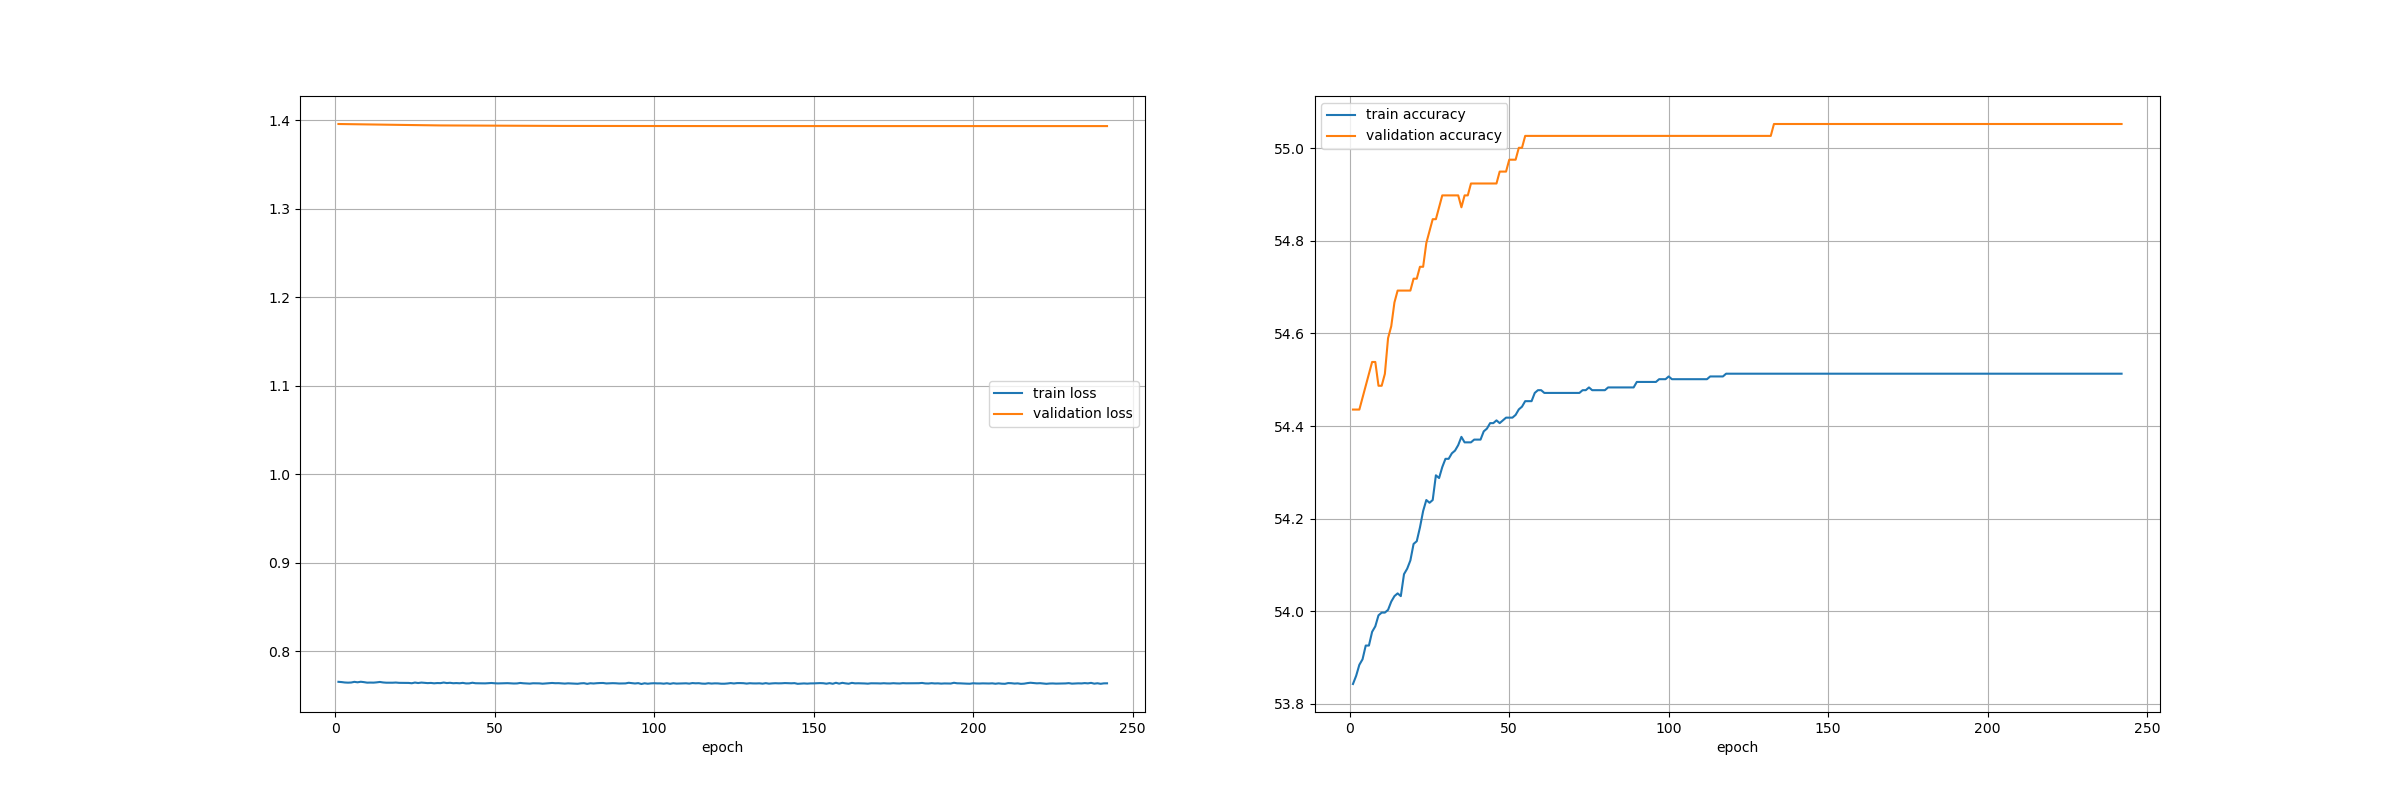 1.4
1.3
1.2
1.1
1.0
0.9
0.8
0 50 100 150 200 250
epoch
train loss
validation loss
55.0
54.8
54.6
54.4
54.2
54.0
53.8
0 50 100 150 200 250
epoch
train accuracy
validation accuracy